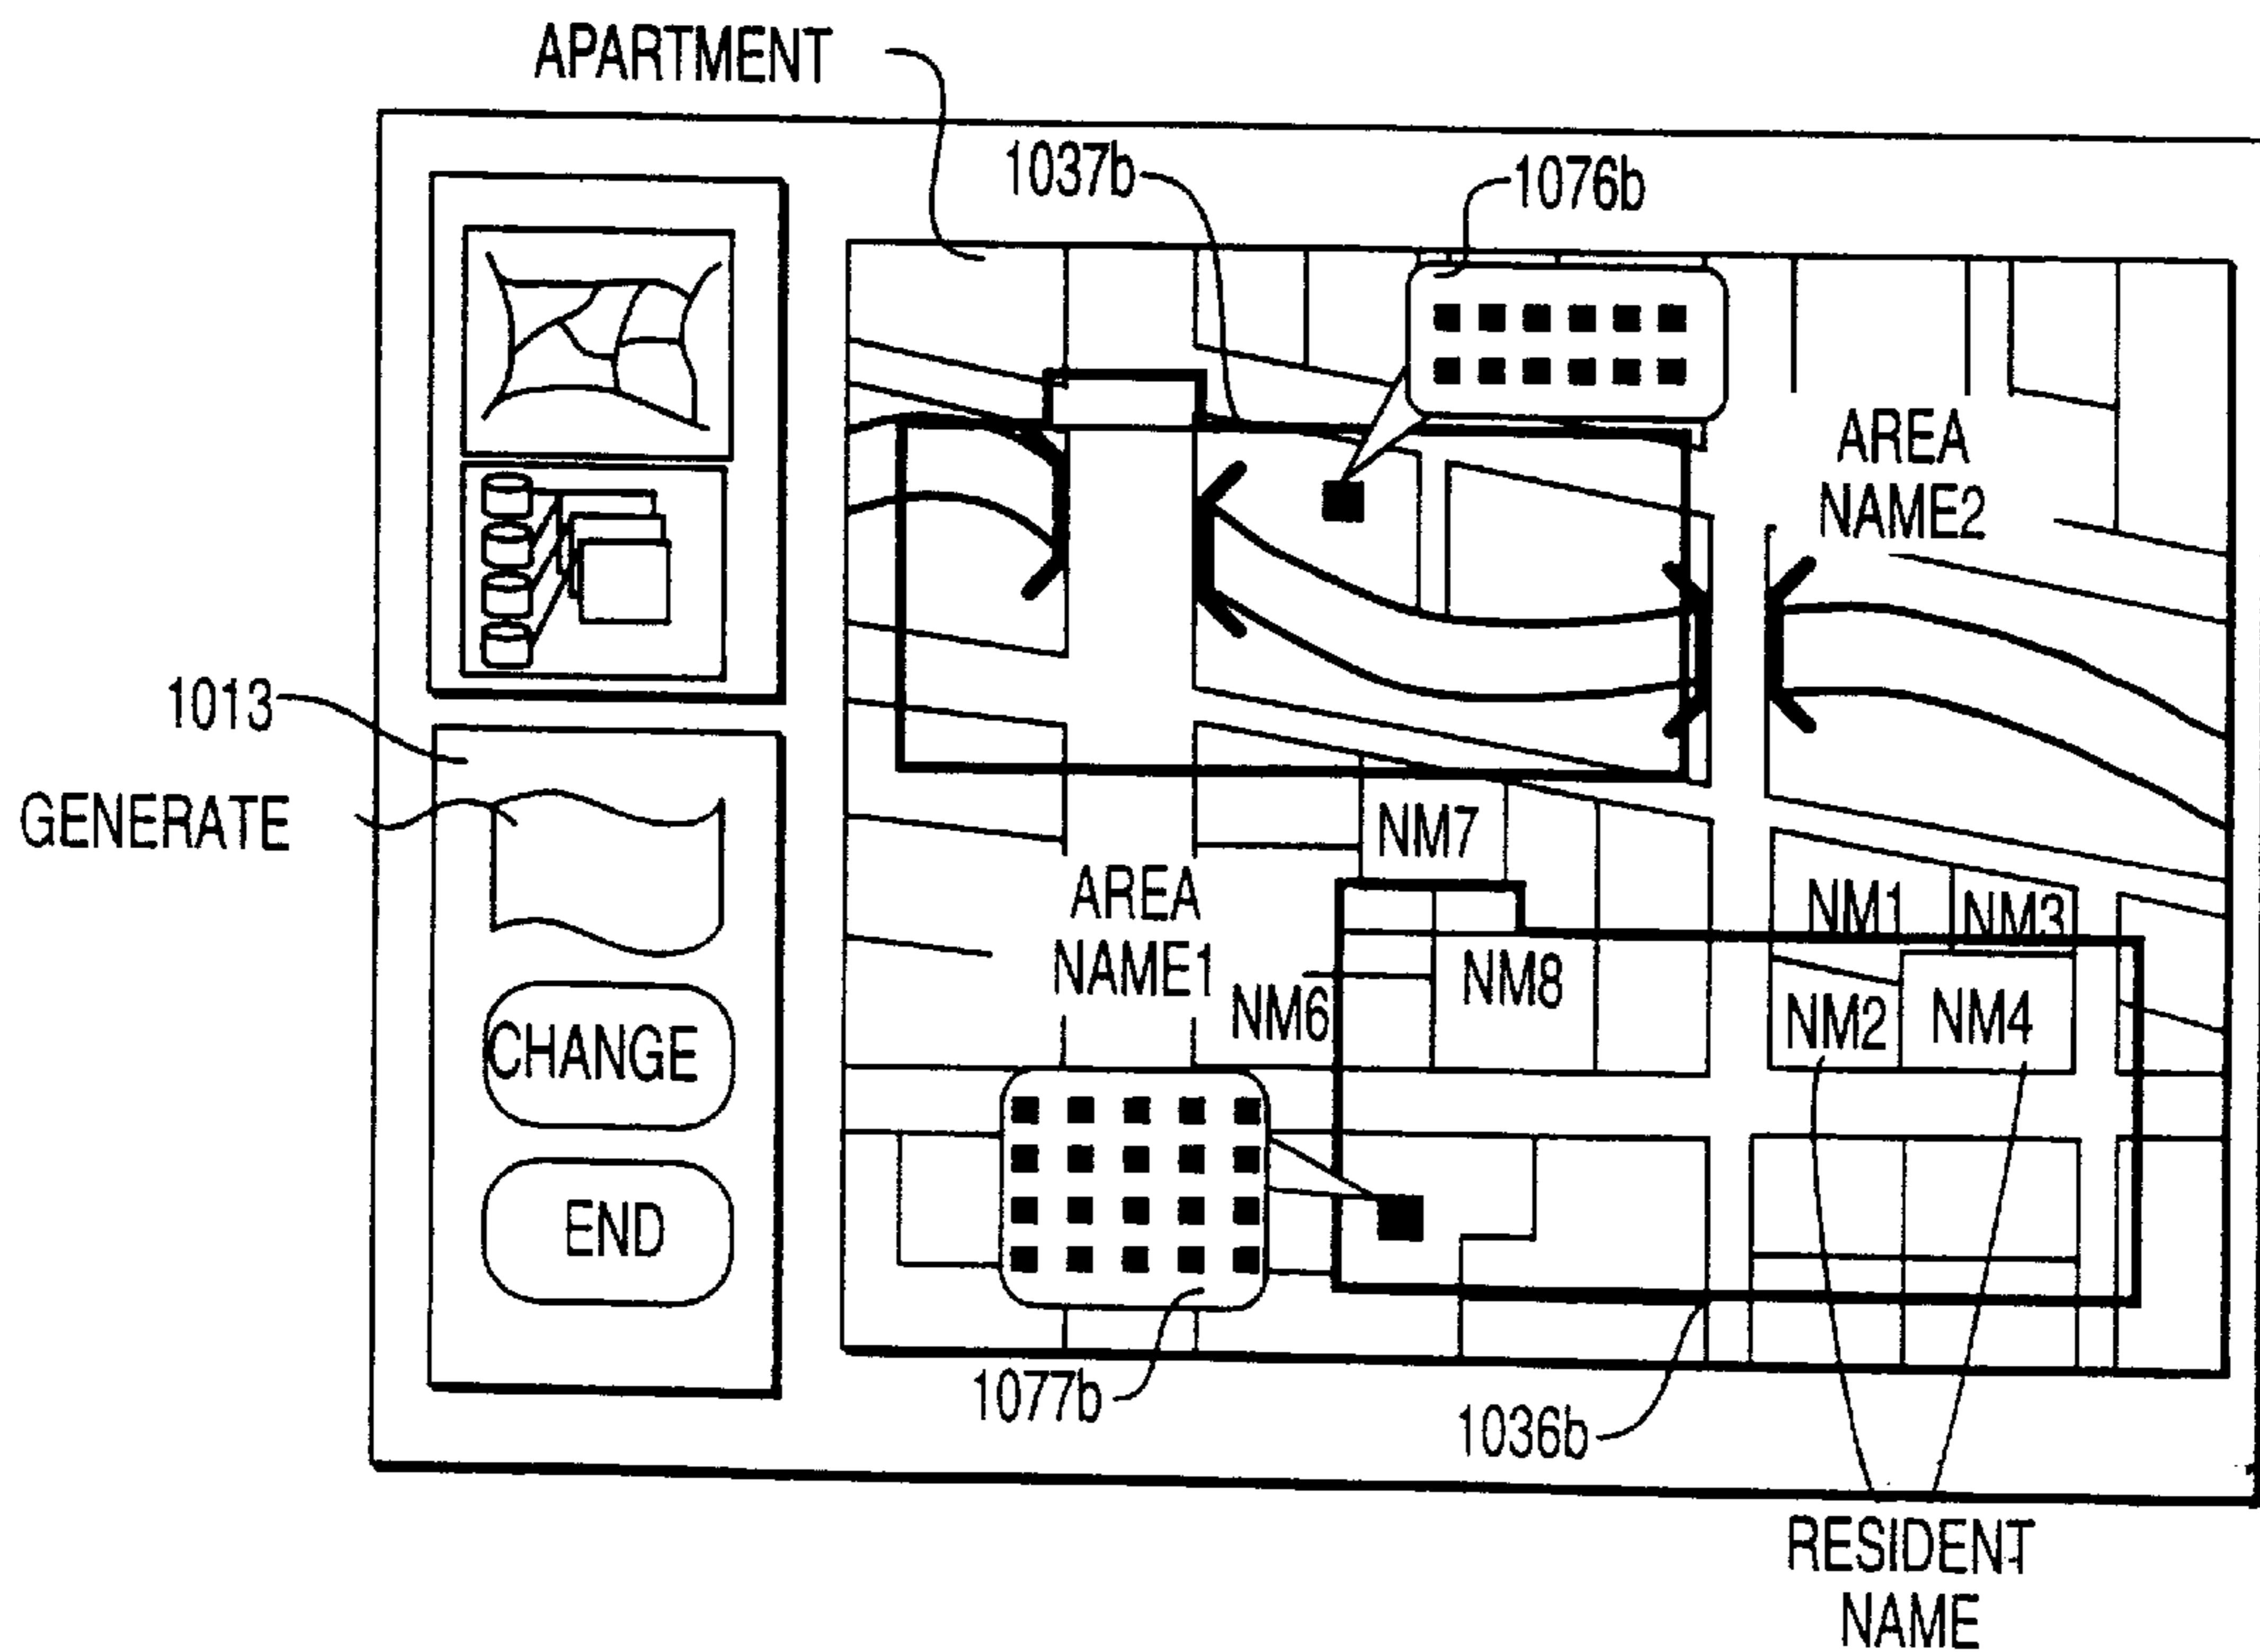 APARTMENT
1037b
1076b
AREA
NAME2
1013
GENERATE
NM7
AREA
NAME1
NM1
NM3
NM6
NM8
NM2
NM4
CHANGE
END
1077b
1036b
RESIDENT
NAME